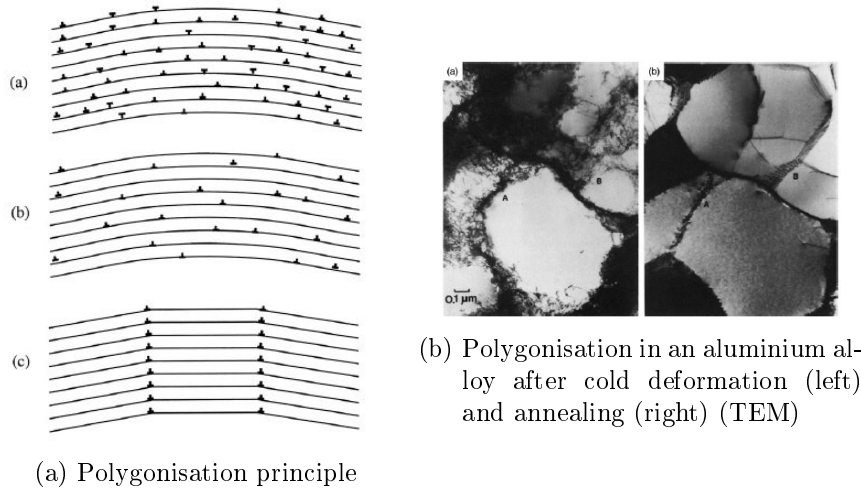 (a)
(b)
(c)
(a) Polygonisation principle
(a)
(b)
A
B
0.1 µm
A
B
(b) Polygonisation in an aluminium al-
loy after cold deformation (left)
and annealing (right) (TEM)